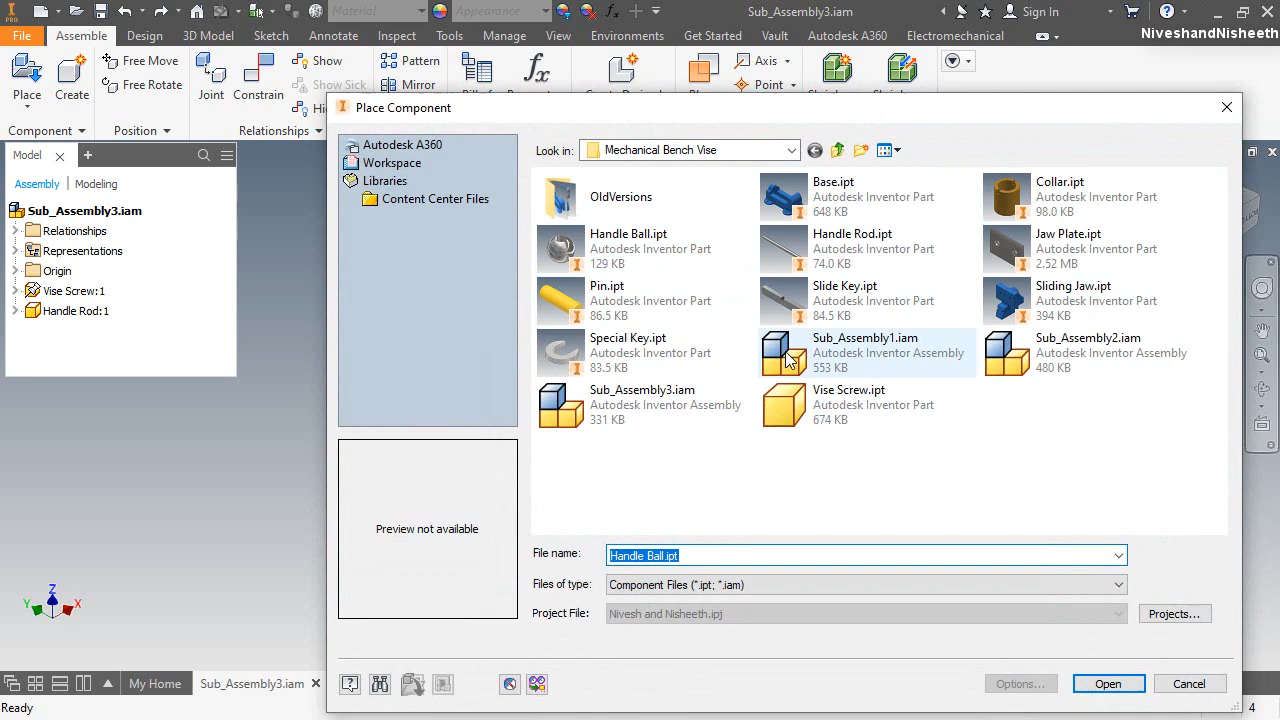 Material
Appearance
Sub_Assembly3.iam
Sign In
PRO
File
Assemble
Design
3D Model
Sketch
Annotate
Inspect
Tools
Manage
View
Environments
Get Started
Vault
Autodesk A360
Electromechanical
NiveshandNisheeth
Place
Create
Free Move
Free Rotate
Joint
Constrain
Show
Show Sick
Pattern
Mirror
Axis
Point
Component
Position
Relationships
Model
Assembly
Modeling
Sub_Assembly3.iam
Relationships
Representations
Origin
Vise Screw:1
Handle Rod:1
Z
Y
X
My Home
Sub_Assembly3.iam
Ready
4
Place Component
Autodesk A360
Workspace
Libraries
Content Center Files
Preview not available
Look in:
Mechanical Bench Vise
OldVersions
Base.ipt
Autodesk Inventor Part
648 KB
Collar.ipt
Autodesk Inventor Part
98.0 KB
Handle Ball.ipt
Autodesk Inventor Part
129 KB
Handle Rod.ipt
Autodesk Inventor Part
74.0 KB
Jaw Plate.ipt
Autodesk Inventor Part
2.52 MB
Pin.ipt
Autodesk Inventor Part
86.5 KB
Slide Key.ipt
Autodesk Inventor Part
84.5 KB
Sliding Jaw.ipt
Autodesk Inventor Part
394 KB
Special Key.ipt
Autodesk Inventor Part
83.5 KB
Sub_Assembly1.iam
Autodesk Inventor Assembly
553 KB
Sub_Assembly2.iam
Autodesk Inventor Assembly
480 KB
Sub_Assembly3.iam
Autodesk Inventor Assembly
331 KB
Vise Screw.ipt
Autodesk Inventor Part
674 KB
File name:
Handle Ball.ipt
Files of type:
Component Files (*.ipt; *.iam)
Project File:
Nivesh and Nisheeth.ipj
Projects...
Options...
Open
Cancel